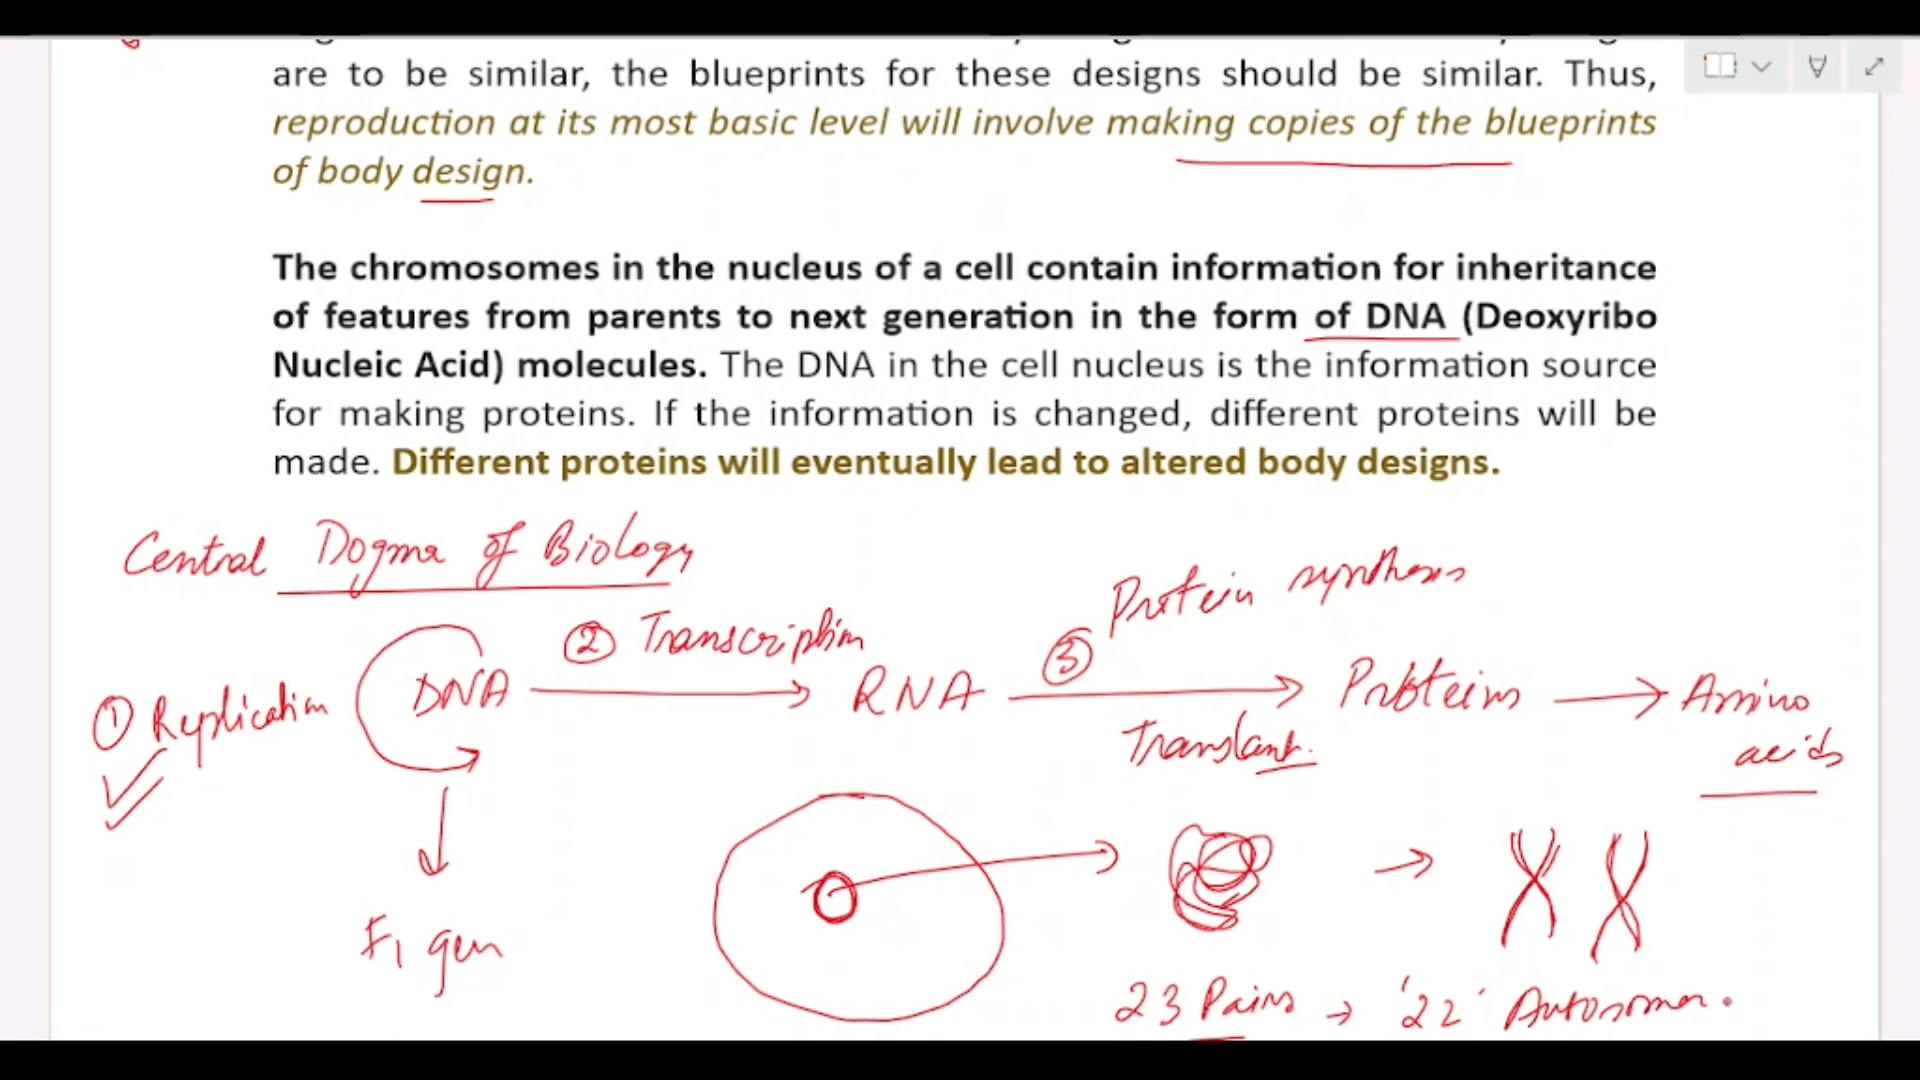 are to be similar, the blueprints for these designs should be similar. Thus,
reproduction at its most basic level will involve making copies of the blueprints
of body design.
The chromosomes in the nucleus of a cell contain information for inheritance
of features from parents to next generation in the form of DNA (Deoxyribo
Nucleic Acid) molecules. The DNA in the cell nucleus is the information source
for making proteins. If the information is changed, different proteins will be
made. Different proteins will eventually lead to altered body designs.
Central Dogma of Biology
Protein synthesis
② Transcription
③
① Replication DNA → RNA → Proteins → Amino
acids
F1 gen
23 Pairs → '22'